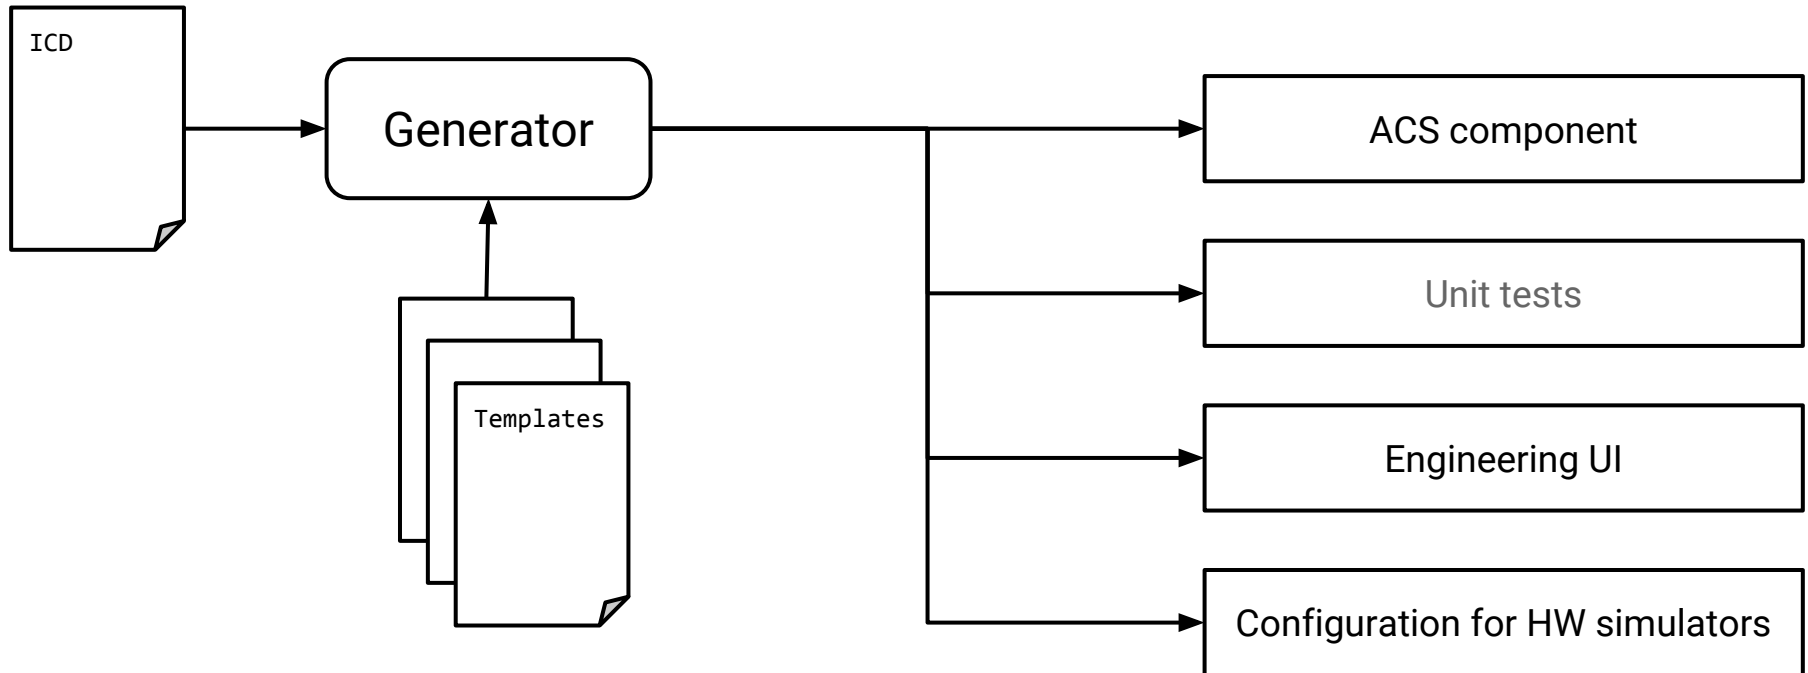 ICD
Generator
ACS component
Unit tests
Templates
Engineering UI
Configuration for HW simulators